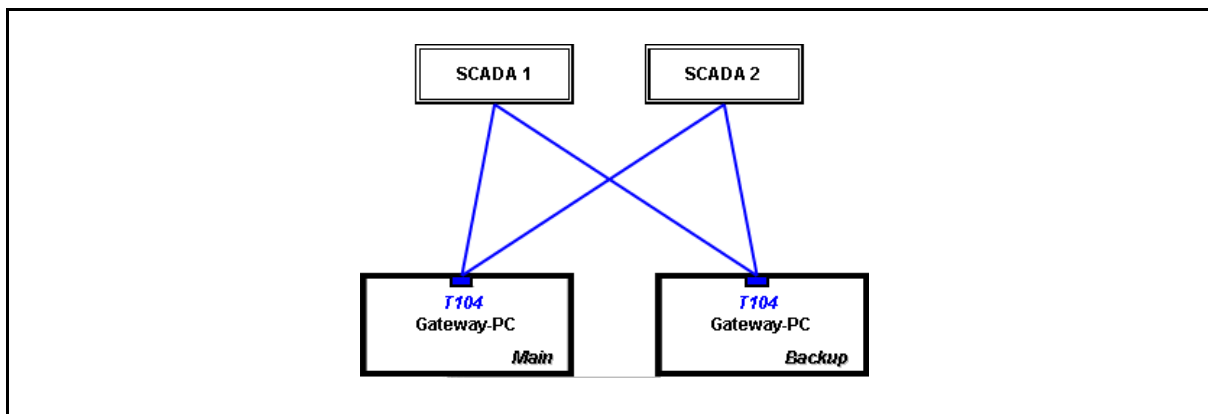 SCADA 1
SCADA 2
T104
Gateway-PC
Main
T104
Gateway-PC
Backup